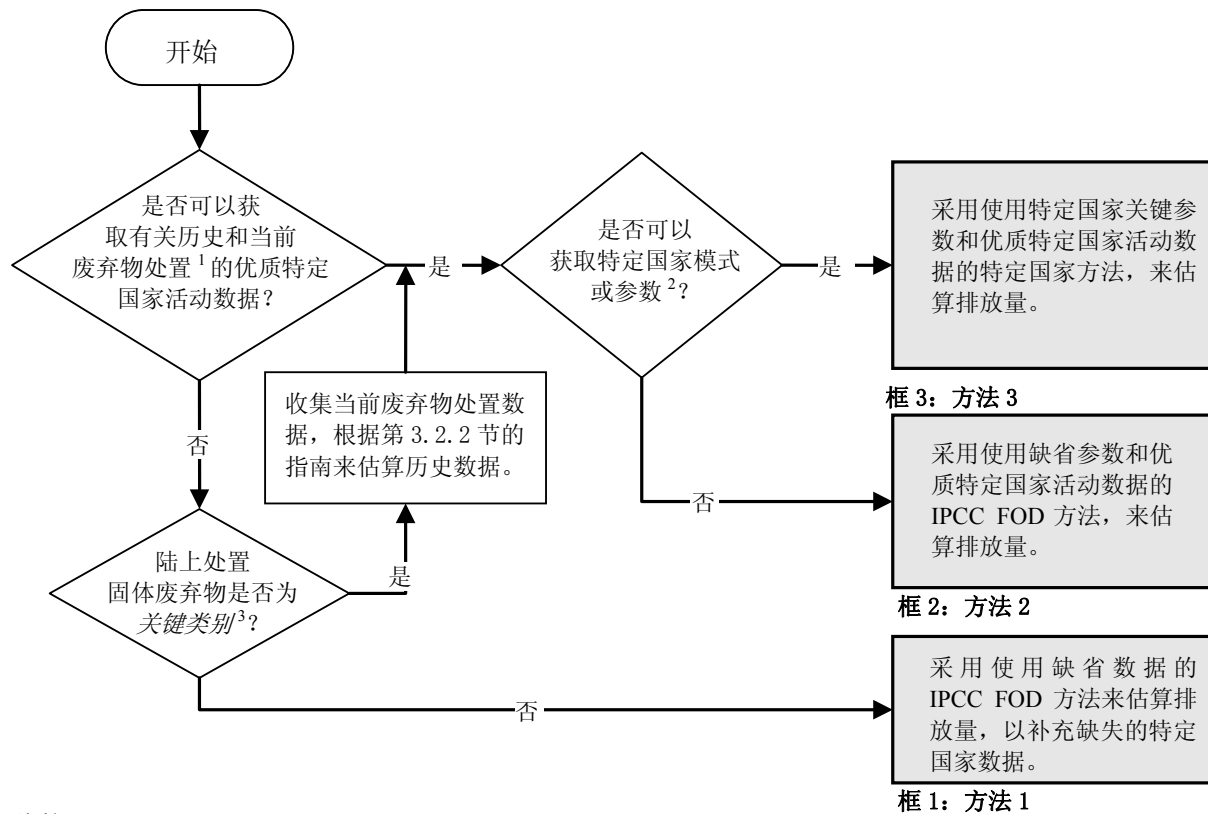 开始
是否可以获
取有关历史和当前
废弃物处置1的优质特定
国家活动数据?
是
是否可以
获取特定国家模式
或参数2?
是
采用使用特定国家关键参
数和优质特定国家活动数
据的特定国家方法，来估
算排放量。
框 3：方法 3
否
收集当前废弃物处置数
据，根据第 3.2.2 节的
指南来估算历史数据。
否
采用使用缺省参数和优
质特定国家活动数据的
IPCC FOD 方法，来估
算排放量。
框 2：方法 2
陆上处置
固体废弃物是否为
关键类别3?
是
否
采用使用缺省数据的
IPCC FOD 方法来估算排
放量，以补充缺失的特定
国家数据。
框 1：方法 1